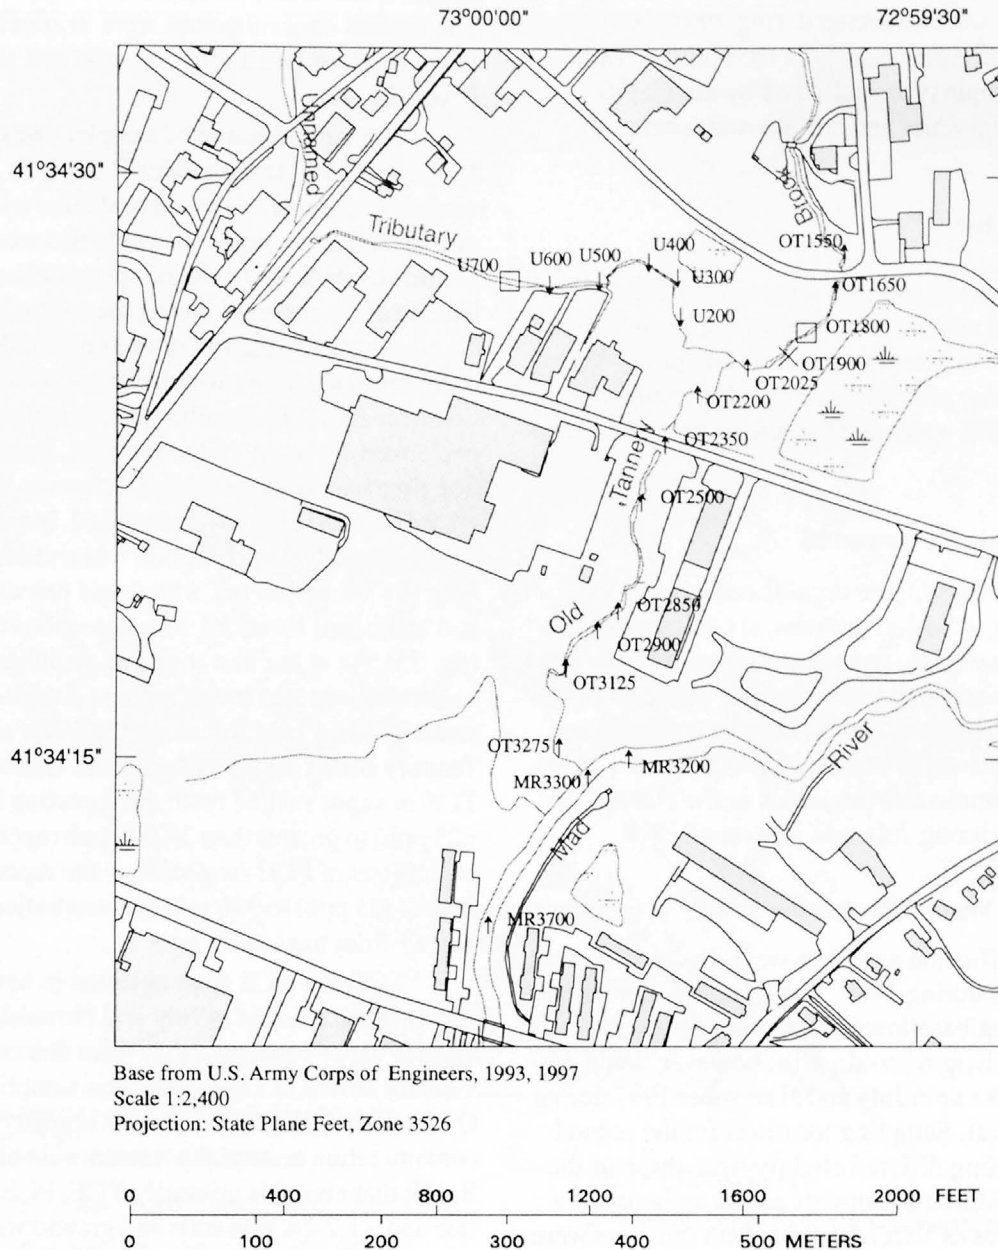 73°00'00"
72°59'30"
41°34'30"
Unnamed
Tributary
Brook
U700
U600
U500
U400
U300
U200
OT1550
OT1650
OT1800
OT1900
OT2025
OT2200
OT2350
Tannery
OT2500
Old
OT2850
OT2900
OT3125
41°34'15"
OT3275
MR3300
MR3200
River
Mad
MR3700
Base from U.S. Army Corps of Engineers, 1993, 1997
Scale 1:2,400
Projection: State Plane Feet, Zone 3526
0 400 800 1200 1600 2000 FEET
0 100 200 300 400 500 METERS